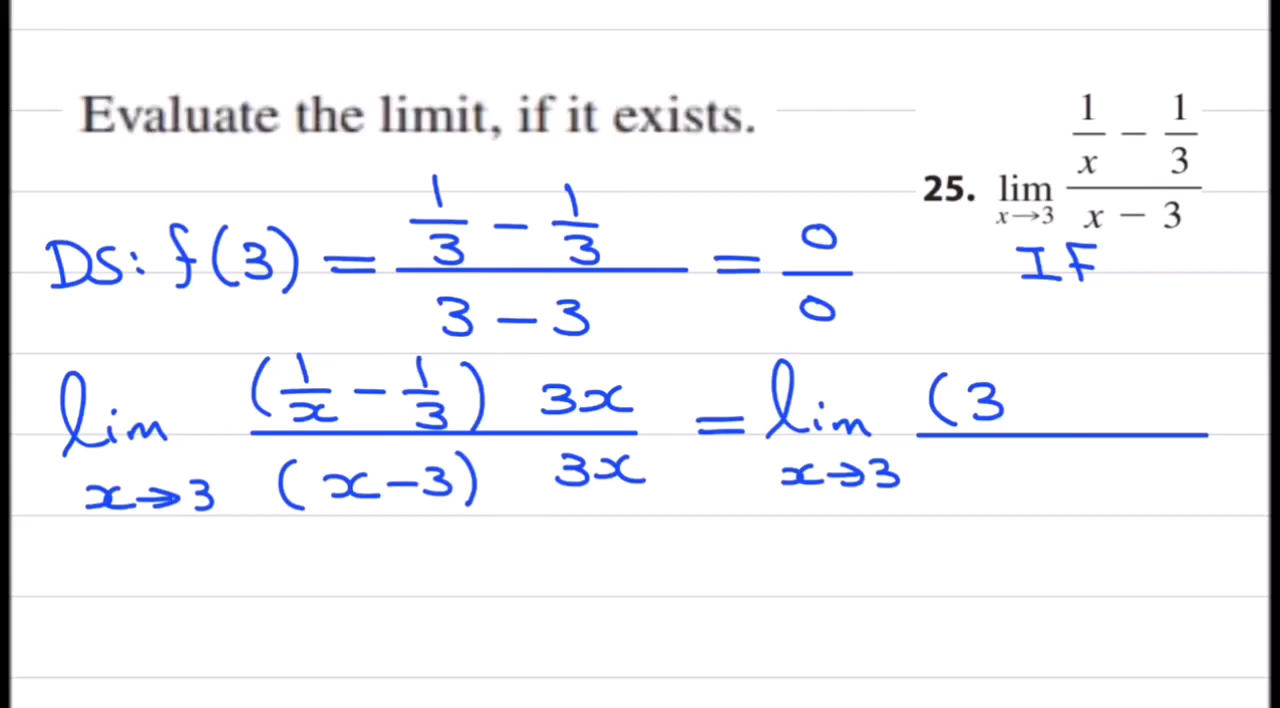 Evaluate the limit, if it exists.
25. lim x→3 (1/x − 1/3)/(x − 3)
DS: f(3) = (1/3 − 1/3)/(3 − 3) = 0/0 IF
lim x→3 ((1/x − 1/3) 3x)/((x − 3) 3x) = lim x→3 (3